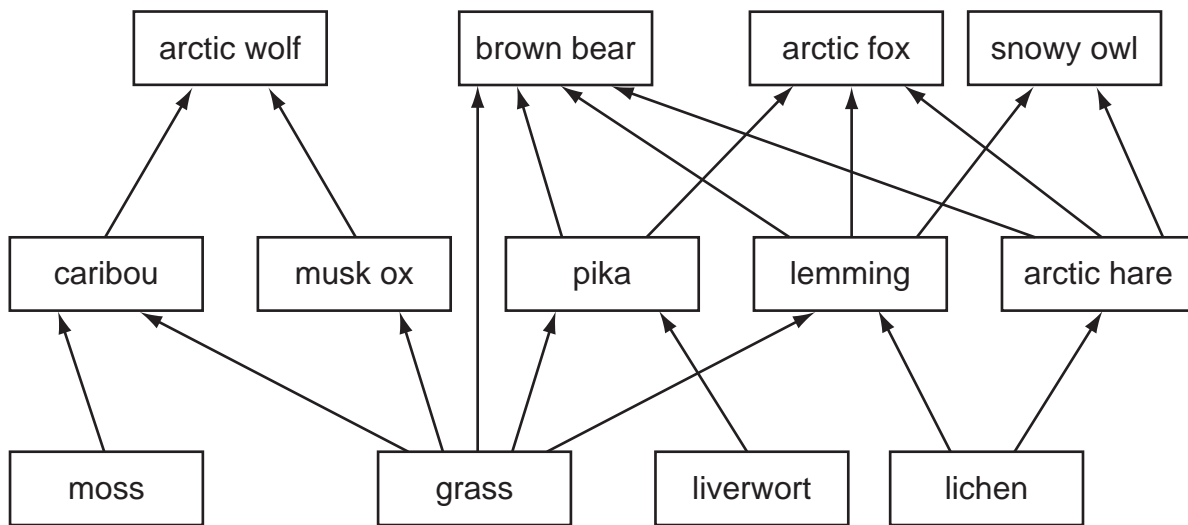 arctic wolf
brown bear
arctic fox
snowy owl
caribou
musk ox
pika
lemming
arctic hare
moss
grass
liverwort
lichen